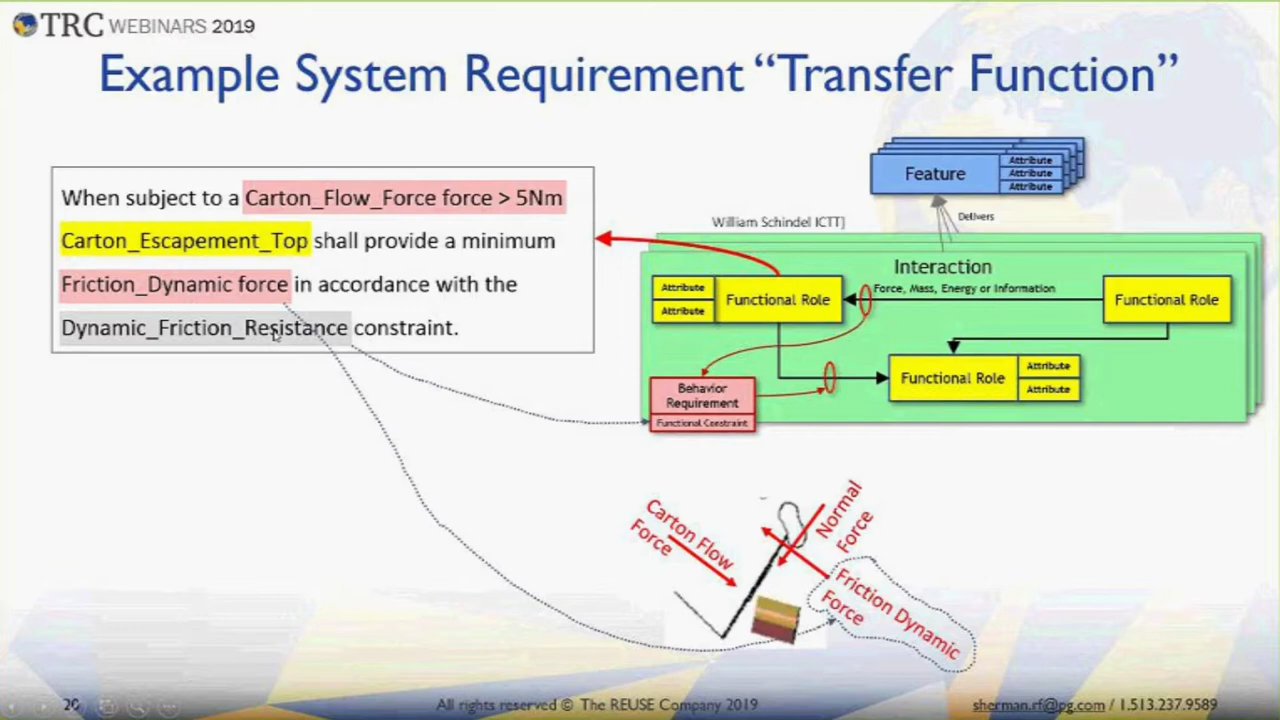 TRC WEBINARS 2019
Example System Requirement “Transfer Function”
When subject to a Carton_Flow_Force force > 5Nm
Carton_Escapement_Top shall provide a minimum
Friction_Dynamic force in accordance with the
Dynamic_Friction_Resistance constraint.
Feature
Attribute
Attribute
Attribute
Delivers
William Schindel ICTT]
Interaction
Force, Mass, Energy or Information
Attribute
Attribute
Functional Role
Functional Role
Functional Role
Attribute
Attribute
Behavior
Requirement
Functional Constraint
Carton Flow
Force
Normal
Force
Friction Dynamic
Force
20
All rights reserved © The REUSE Company 2019
sherman.rf@pg.com / 1.513.237.9589